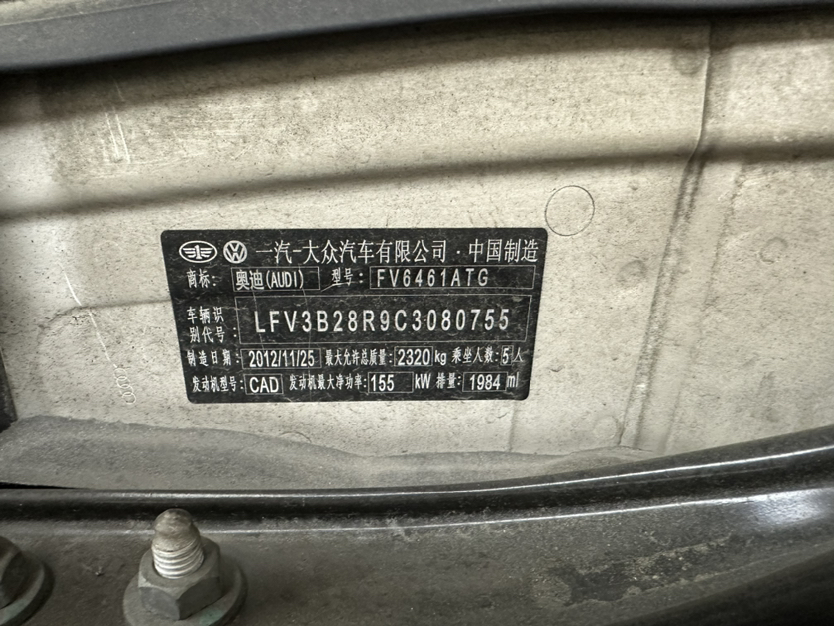 一汽-大众汽车有限公司·中国制造
商标: 奥迪(AUDI) 型号: FV6461ATG
车辆识
别代号: LFV3B28R9C3080755
制造日期: 2012/11/25 最大允许总质量: 2320 kg 乘坐人数: 5 人
发动机型号: CAD 发动机最大净功率: 155 kW 排量: 1984 ml